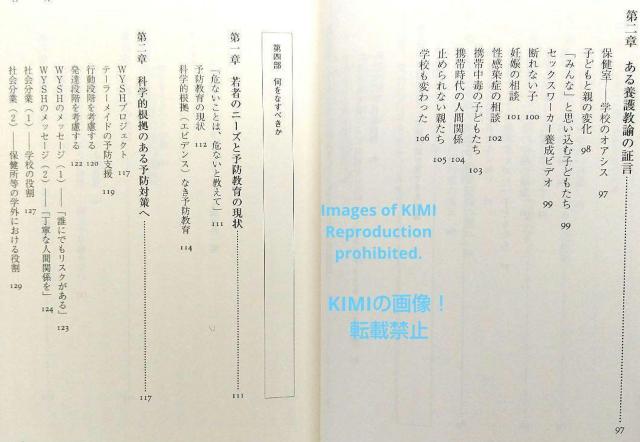 第二章　ある養護教諭の証言 97
保健室――学校のオアシス 97
子どもと親の変化 98
「みんな」と思い込む子どもたち 99
セックスワーカー養成ビデオ 99
断れない子 100
妊娠の相談 101
性感染症の相談 102
携帯中毒の子どもたち 103
携帯時代の人間関係 104
止められない親たち 105
学校も変わった 106
第四部　何をなすべきか
第一章　若者のニーズと予防教育の現状 111
「危ないことは、危ないと教えて」 111
予防教育の現状 112
科学的根拠（エビデンス）なき予防教育 114
第二章　科学的根拠のある予防対策へ 117
WYSHプロジェクト 117
テーラーメイドの予防支援 119
行動段階を考慮する 120
発達段階を考慮する 122
WYSHのメッセージ（1）――「誰にでもリスクがある」 123
WYSHのメッセージ（2）――「丁寧な人間関係を」 124
社会分業（1）――学校の役割 127
社会分業（2）――保健所等の学外における役割 129
Images of KIMI
Reproduction
prohibited.
KIMIの画像！
転載禁止